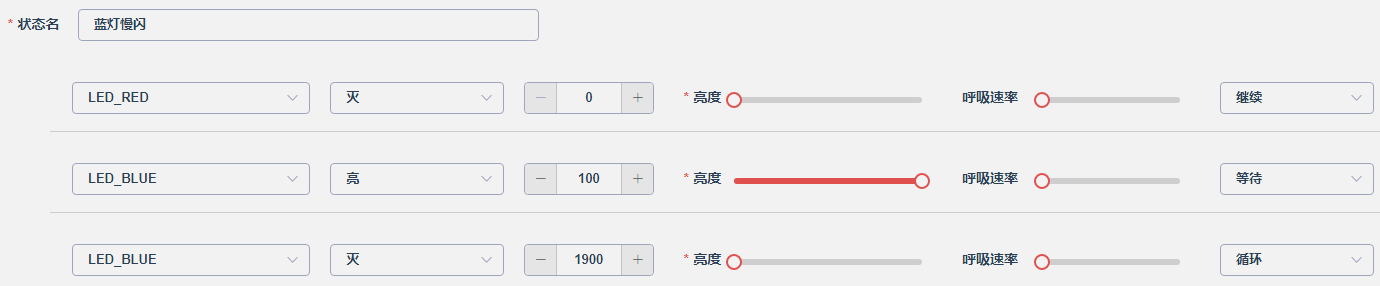 * 状态名 蓝灯慢闪
LED_RED 灭 − 0 + * 亮度 呼吸速率 继续
LED_BLUE 亮 − 100 + * 亮度 呼吸速率 等待
LED_BLUE 灭 − 1900 + * 亮度 呼吸速率 循环